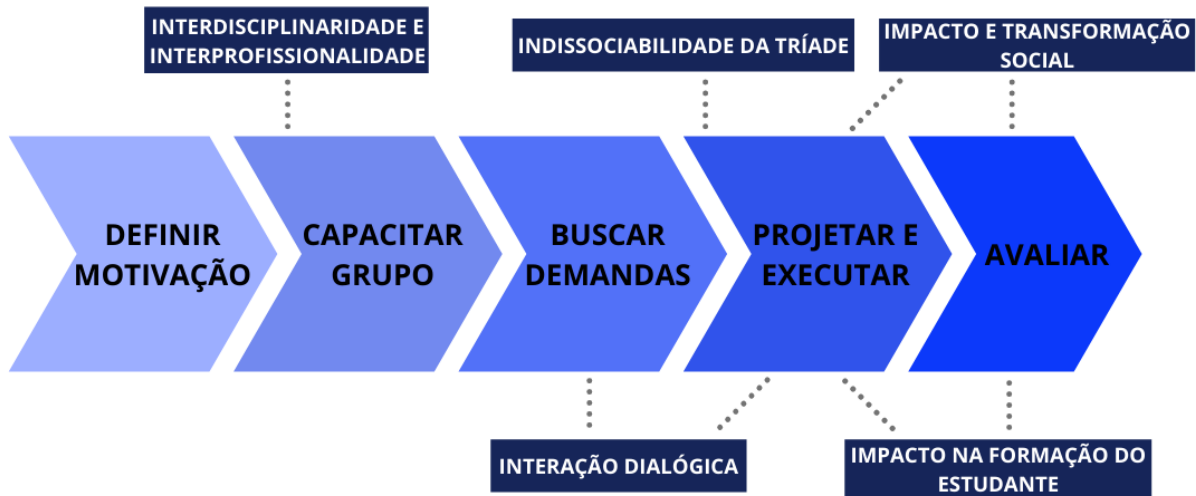 INTERDISCIPLINARIDADE E
INTERPROFISSIONALIDADE
INDISSOCIABILIDADE DA TRÍADE
IMPACTO E TRANSFORMAÇÃO
SOCIAL
DEFINIR
MOTIVAÇÃO
CAPACITAR
GRUPO
BUSCAR
DEMANDAS
PROJETAR E
EXECUTAR
AVALIAR
INTERAÇÃO DIALÓGICA
IMPACTO NA FORMAÇÃO DO
ESTUDANTE